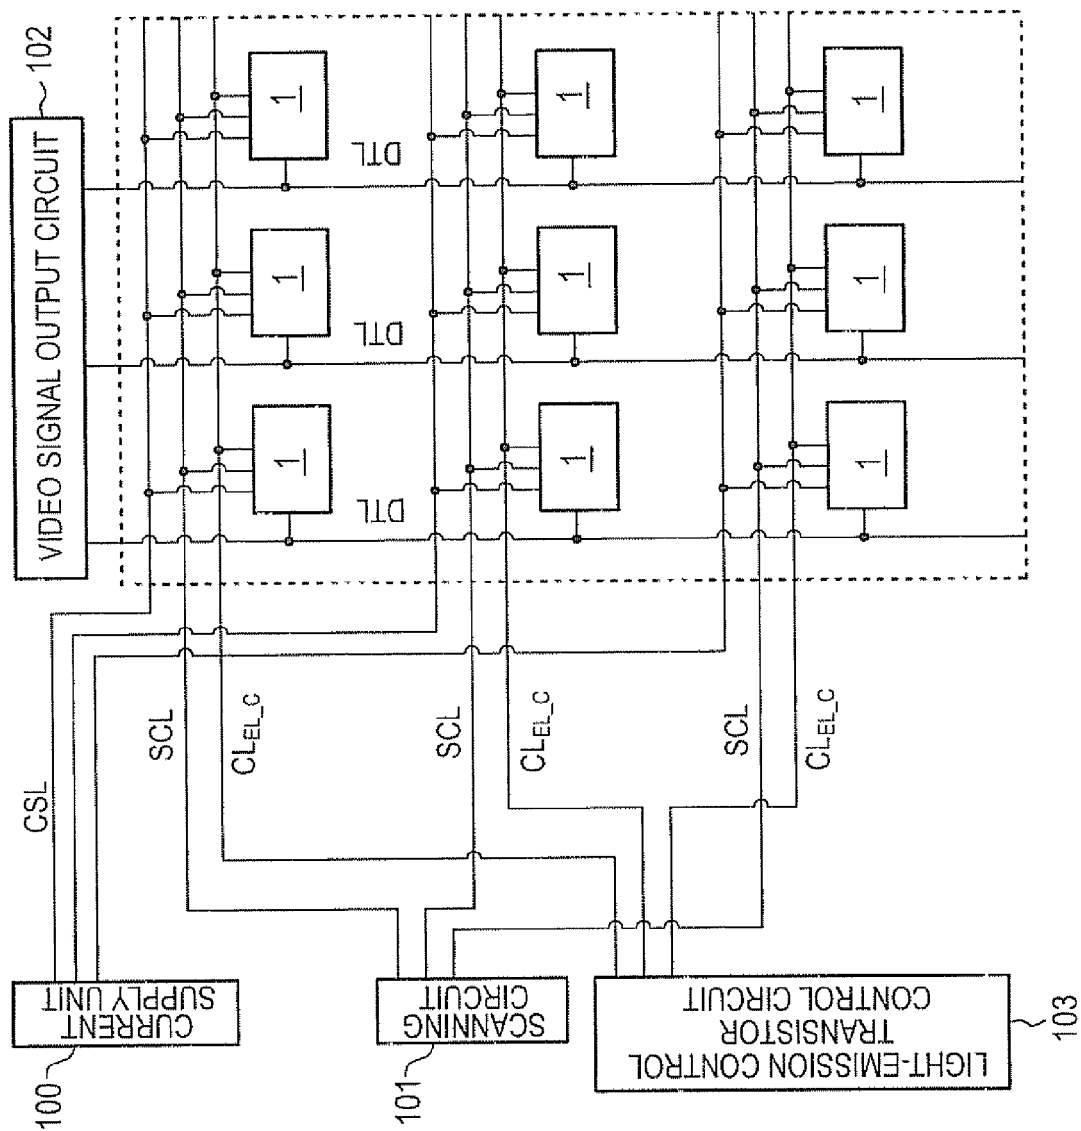 VIDEO SIGNAL OUTPUT CIRCUIT
102
1
1
1
DTL
DTL
DTL
1
1
1
1
1
1
CSL
SCL
CL_EL_C
SCL
CL_EL_C
SCL
CL_EL_C
CURRENT
SUPPLY UNIT
100
SCANNING
CIRCUIT
101
LIGHT-EMISSION CONTROL
TRANSISTOR
CONTROL CIRCUIT
103